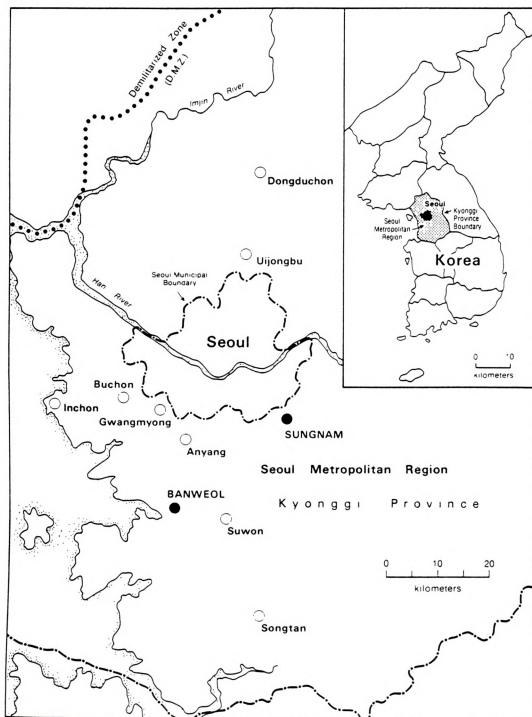 Demilitarized Zone
(D.M.Z.)
Imjin River
Dongduchon
Uijongbu
Seoul Municipal
Boundary
Han River
Seoul
Buchon
Inchon
Gwangmyong
SUNGNAM
Anyang
Seoul Metropolitan Region
BANWEOL
Kyonggi Province
Suwon
0 10 20
kilometers
Songtan
Seoul
Kyonggi
Province
Boundary
Seoul
Metropolitan
Region
Korea
kilometers